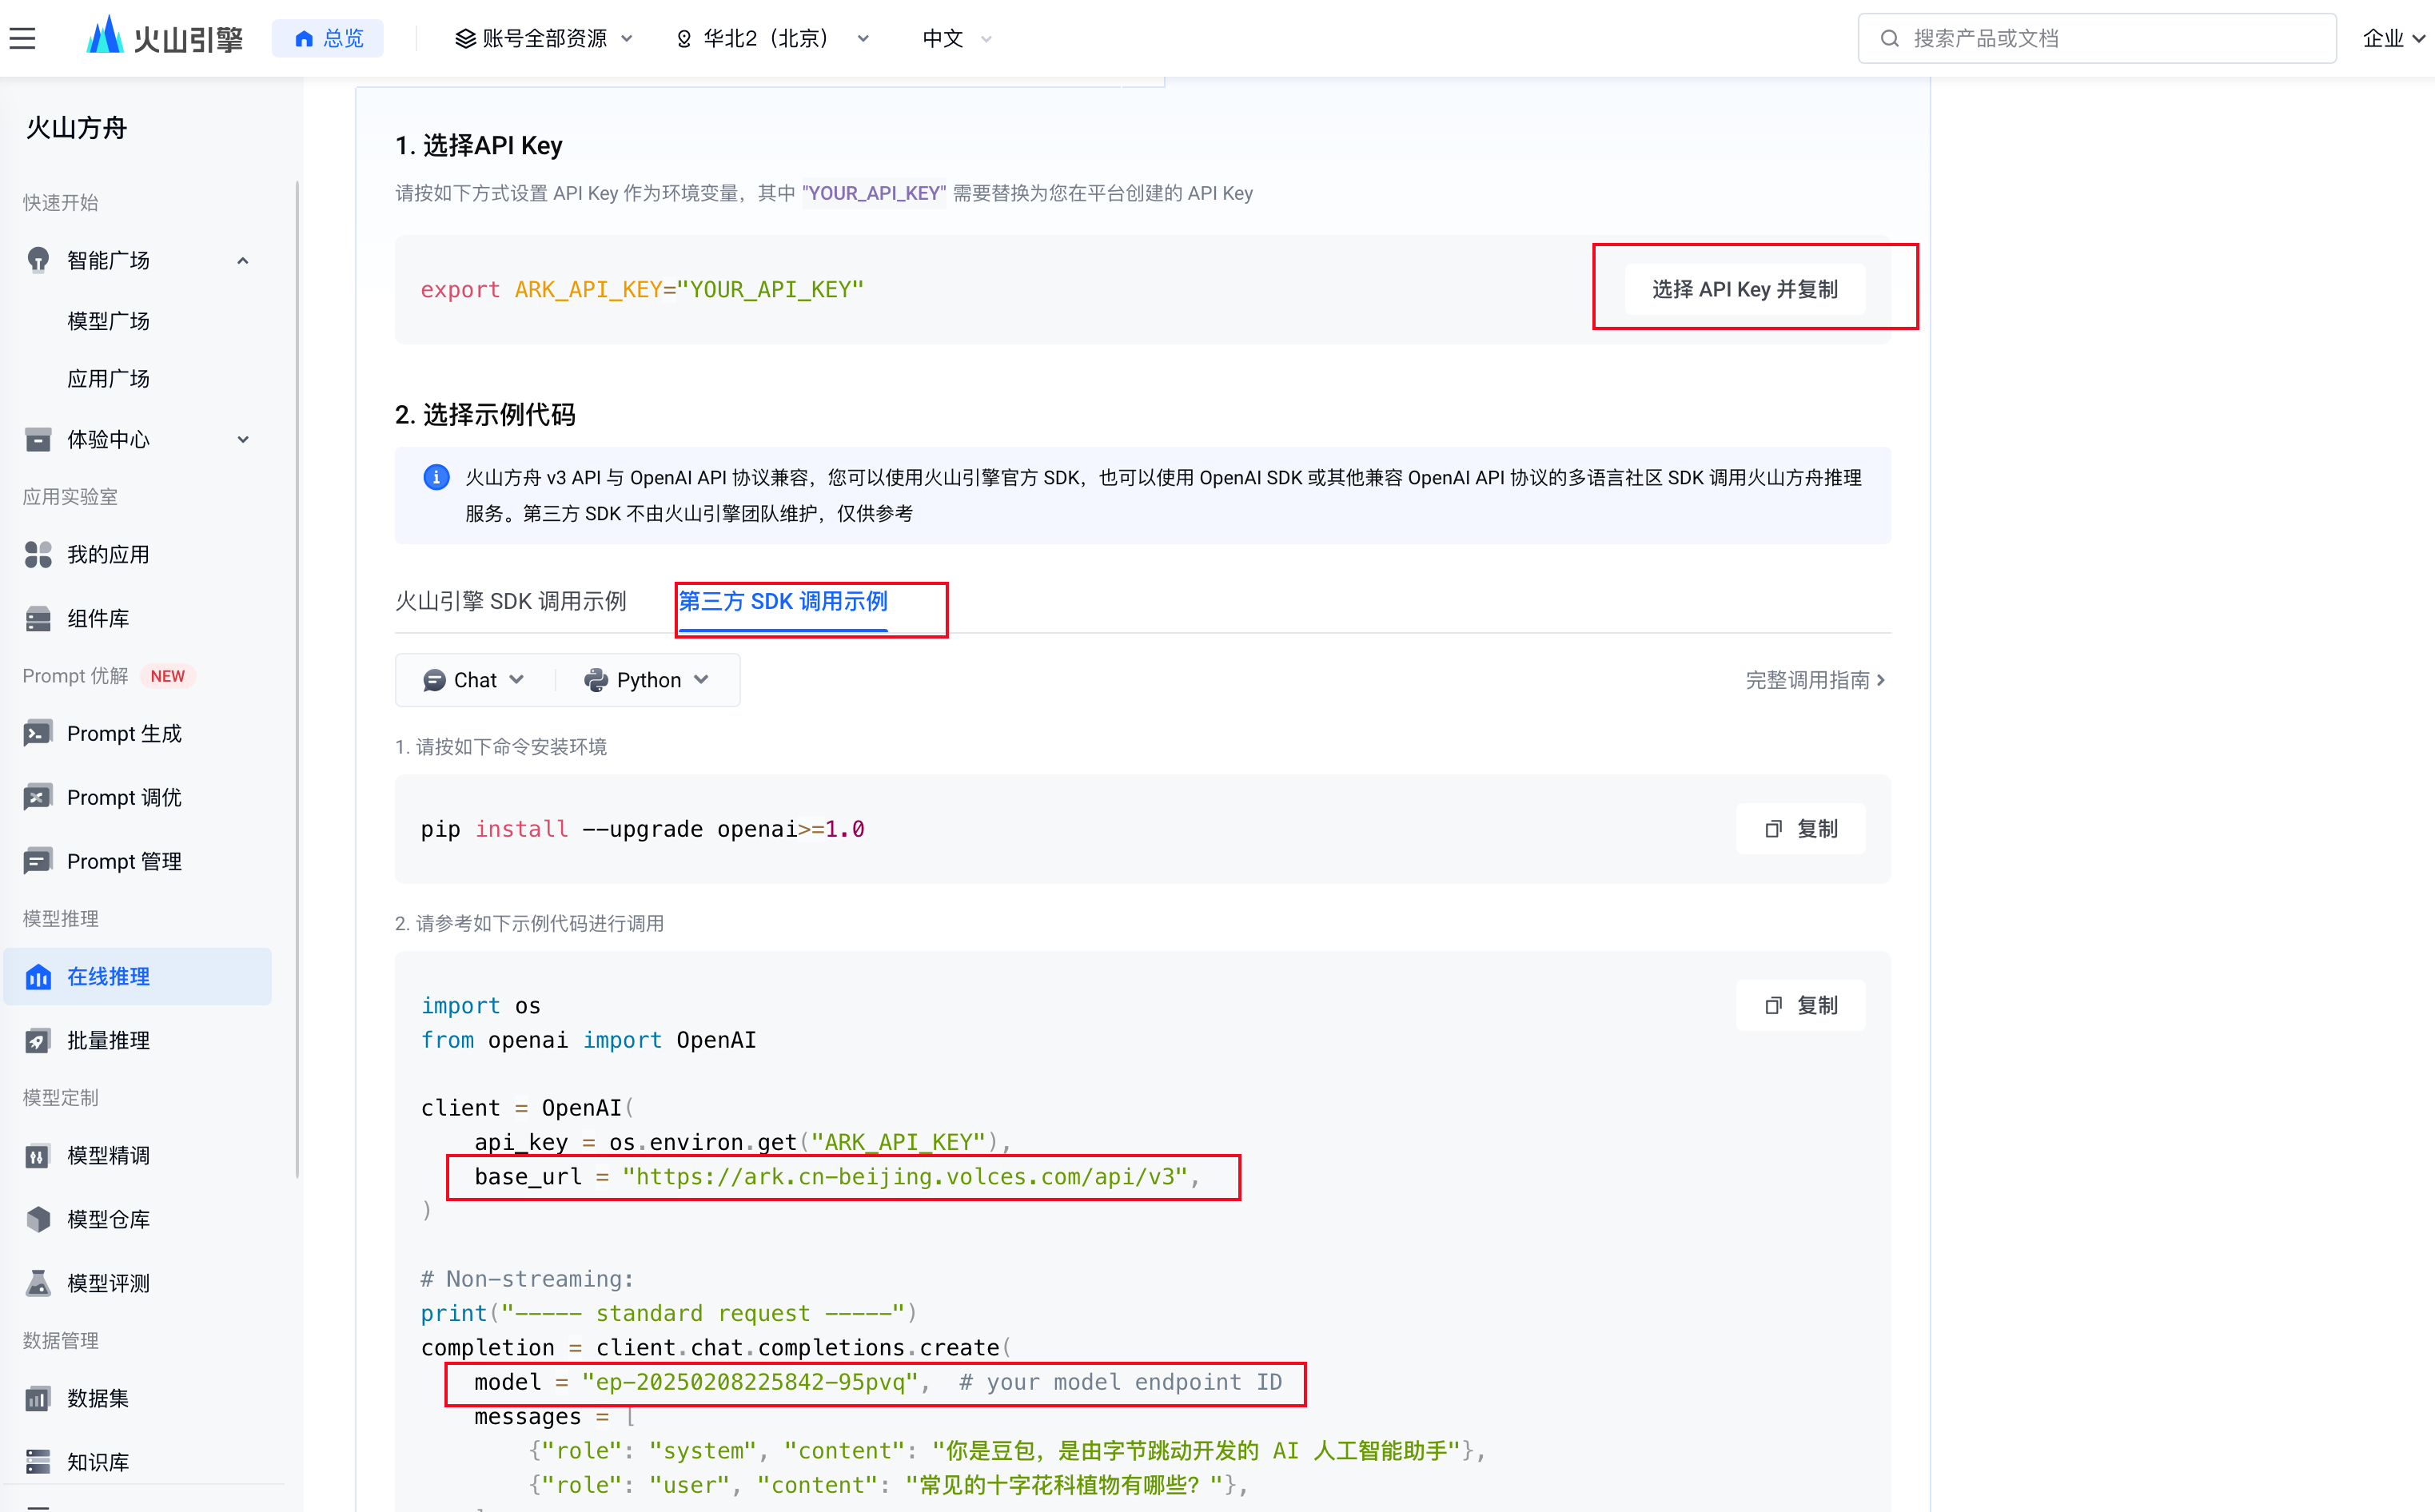 火山引擎
总览
账号全部资源
华北2（北京）
中文
搜索产品或文档
企业
火山方舟
快速开始
智能广场
模型广场
应用广场
体验中心
应用实验室
我的应用
组件库
Prompt 优解 NEW
Prompt 生成
Prompt 调优
Prompt 管理
模型推理
在线推理
批量推理
模型定制
模型精调
模型仓库
模型评测
数据管理
数据集
知识库
1. 选择API Key
请按如下方式设置 API Key 作为环境变量，其中 "YOUR_API_KEY" 需要替换为您在平台创建的 API Key
export ARK_API_KEY="YOUR_API_KEY"
选择 API Key 并复制
2. 选择示例代码
火山方舟 v3 API 与 OpenAI API 协议兼容，您可以使用火山引擎官方 SDK，也可以使用 OpenAI SDK 或其他兼容 OpenAI API 协议的多语言社区 SDK 调用火山方舟推理
服务。第三方 SDK 不由火山引擎团队维护，仅供参考
火山引擎 SDK 调用示例
第三方 SDK 调用示例
Chat
Python
完整调用指南
1. 请按如下命令安装环境
pip install --upgrade openai>=1.0
复制
2. 请参考如下示例代码进行调用
复制
import os
from openai import OpenAI
client = OpenAI(
api_key = os.environ.get("ARK_API_KEY"),
base_url = "https://ark.cn-beijing.volces.com/api/v3",
)
# Non-streaming:
print("----- standard request -----")
completion = client.chat.completions.create(
model = "ep-20250208225842-95pvq",  # your model endpoint ID
messages = [
{"role": "system", "content": "你是豆包，是由字节跳动开发的 AI 人工智能助手"},
{"role": "user", "content": "常见的十字花科植物有哪些？"},